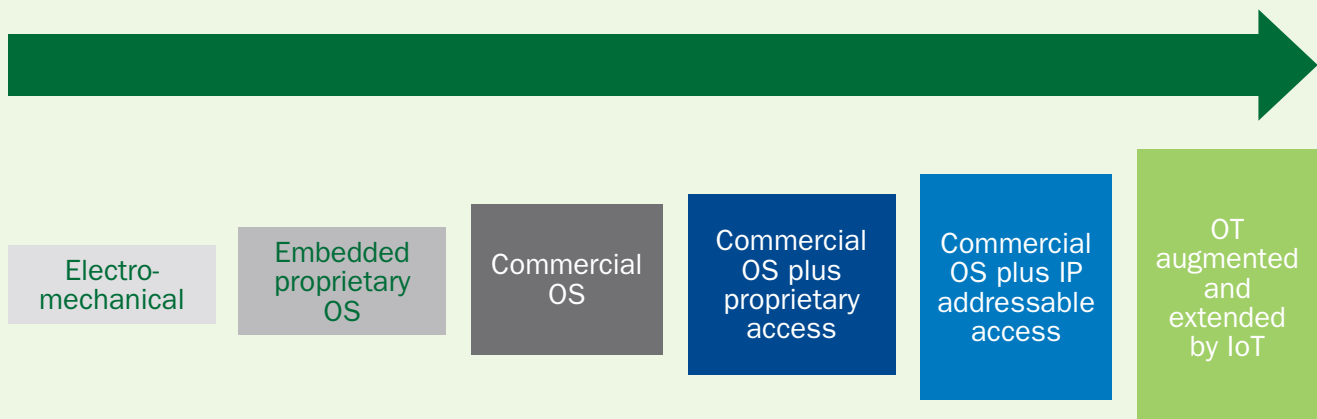 Electro-
mechanical
Embedded
proprietary
OS
Commercial
OS
Commercial
OS plus
proprietary
access
Commercial
OS plus IP
addressable
access
OT
augmented
and
extended
by IoT